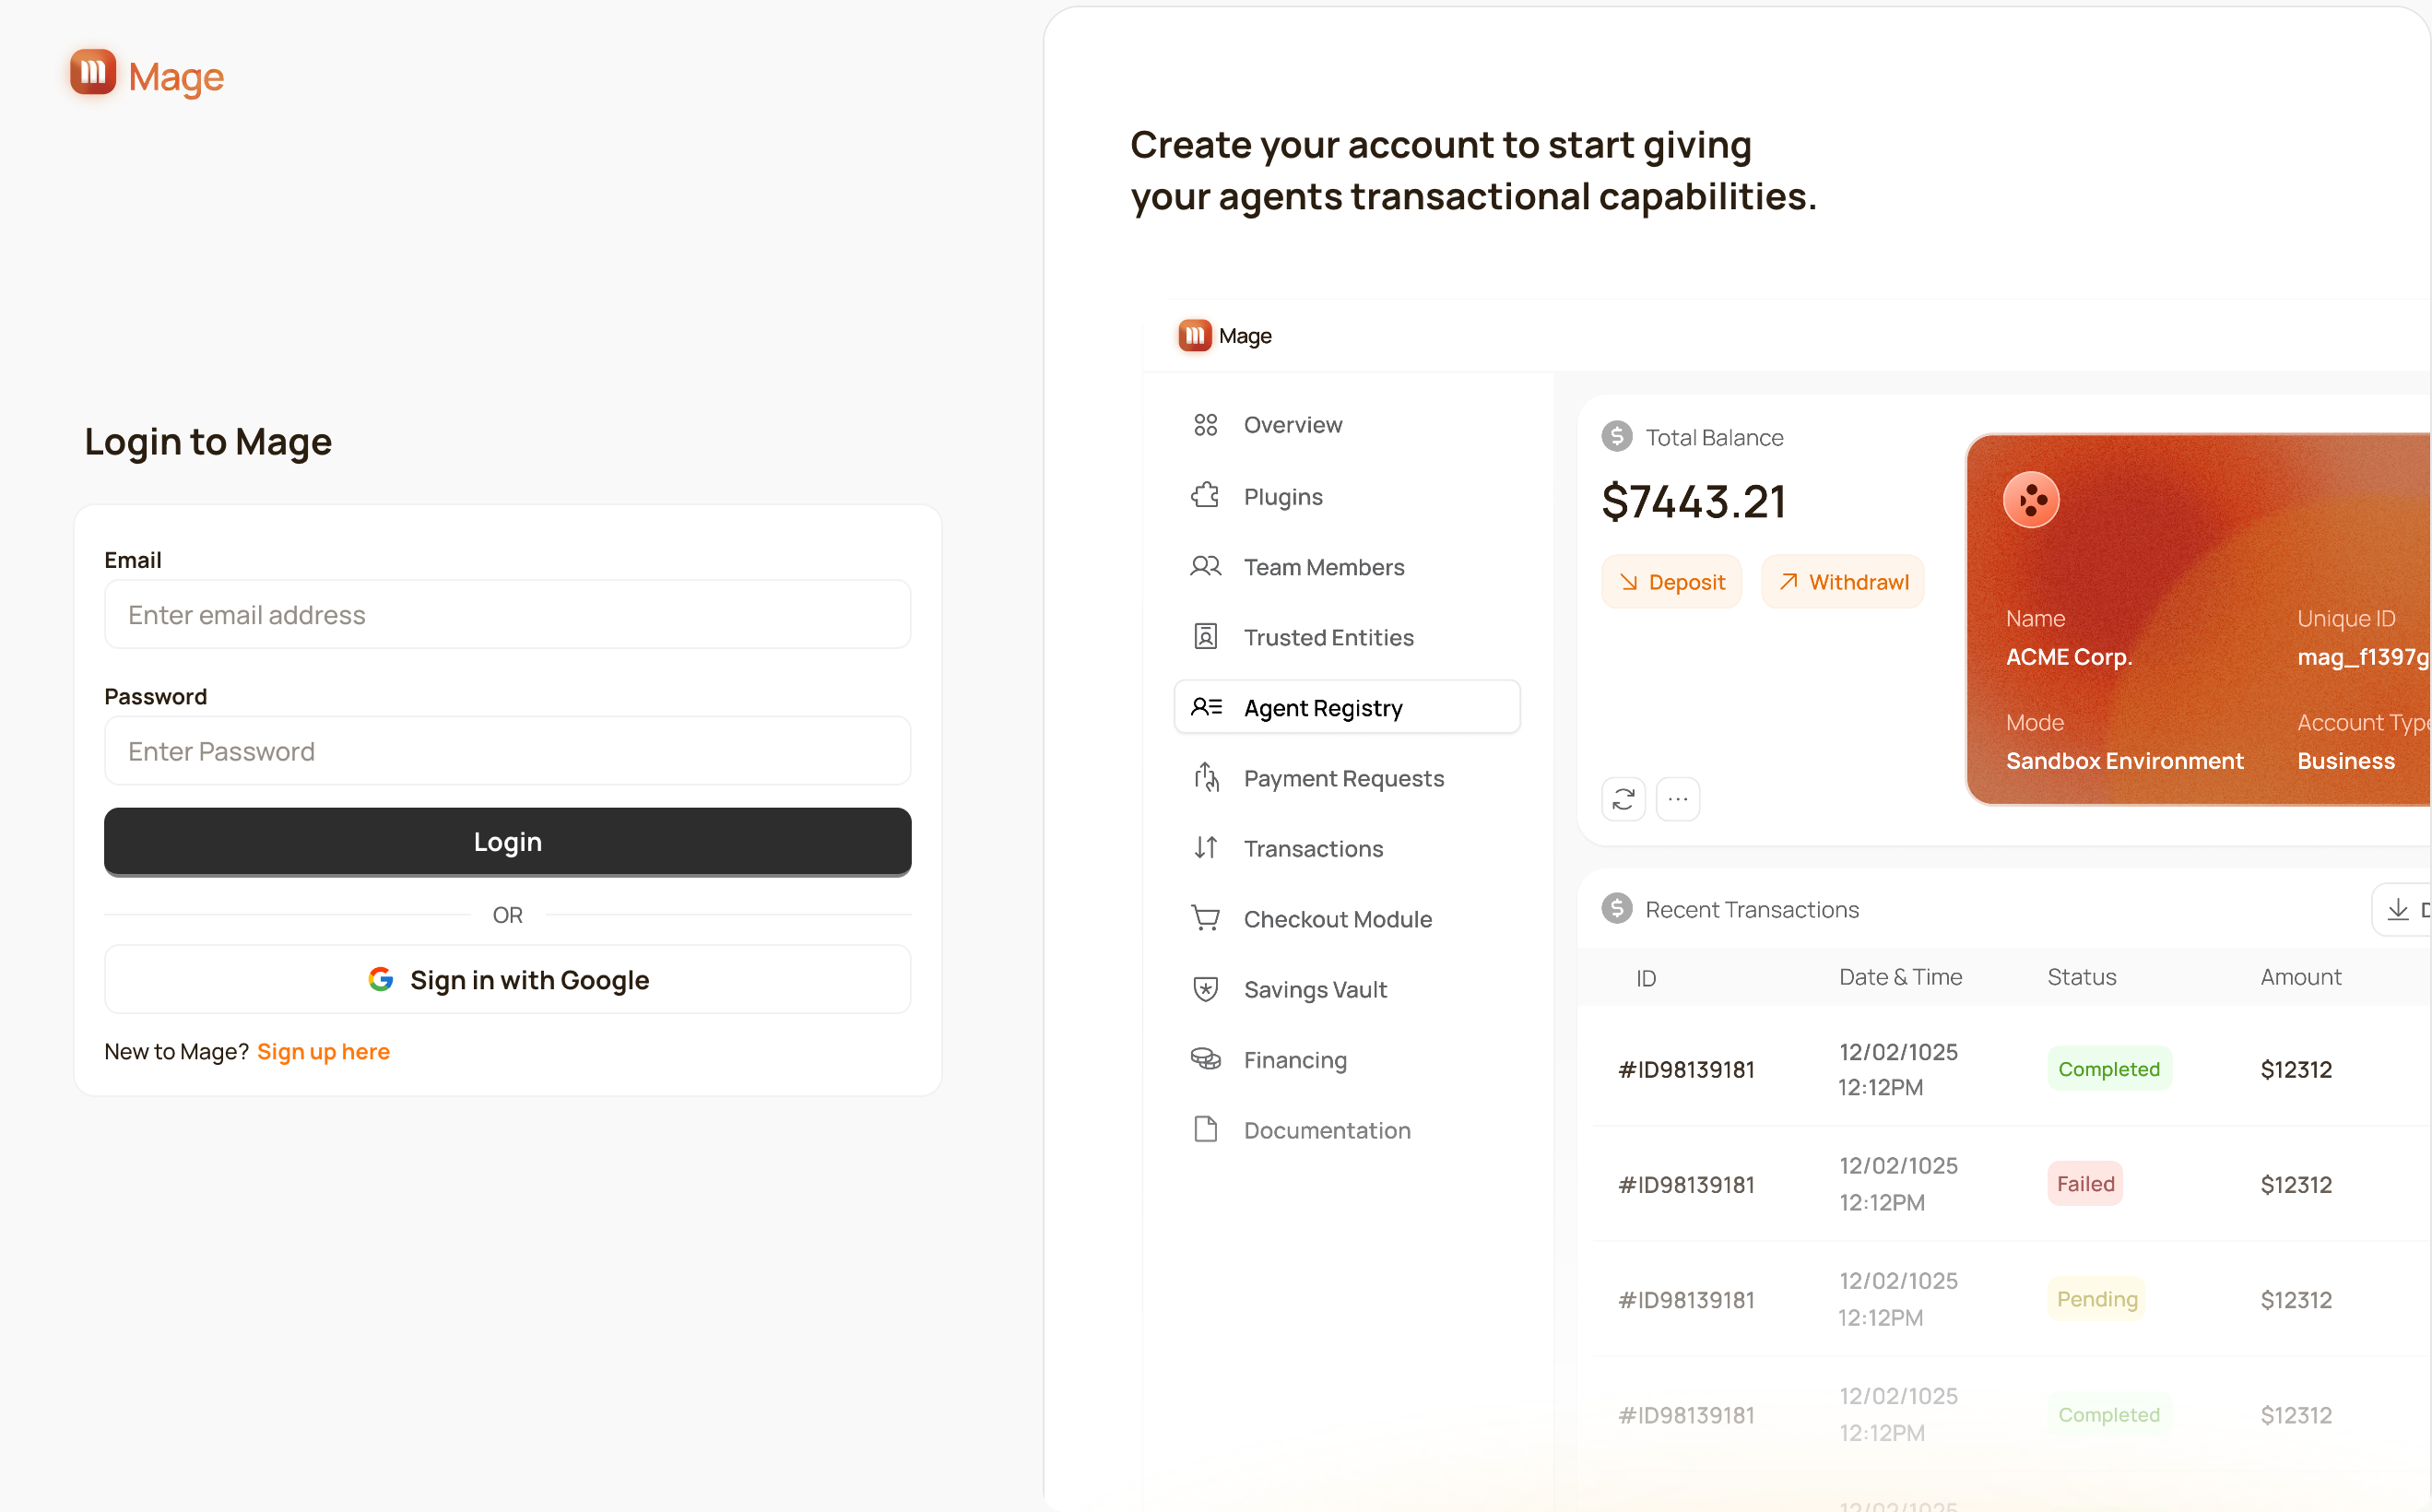 Mage
Login to Mage
Email
Enter email address
Password
Enter Password
Login
OR
Sign in with Google
New to Mage? Sign up here
Create your account to start giving
your agents transactional capabilities.
Mage
Overview
Plugins
Team Members
Trusted Entities
Agent Registry
Payment Requests
Transactions
Checkout Module
Savings Vault
Financing
Documentation
Total Balance
$7443.21
Deposit
Withdrawl
Name
Unique ID
ACME Corp.
mag_f1397g
Mode
Account Type
Sandbox Environment
Business
Recent Transactions
ID
Date & Time
Status
Amount
#ID98139181
12/02/1025
12:12PM
Completed
$12312
#ID98139181
12/02/1025
12:12PM
Failed
$12312
#ID98139181
12/02/1025
12:12PM
Pending
$12312
#ID98139181
12/02/1025
12:12PM
Completed
$12312
12/02/1025